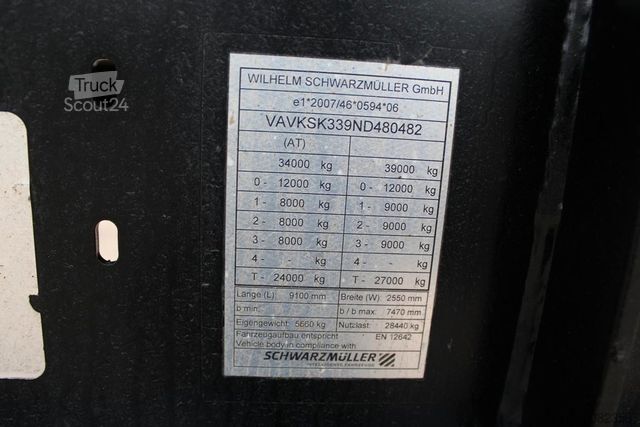 Truck
Scout24
WILHELM SCHWARZMÜLLER GmbH
e1*2007/46*0594*06
VAVKSK339ND480482
(AT)
34000 kg 39000 kg
0 - 12000 kg 0 - 12000 kg
1 - 8000 kg 1 - 9000 kg
2 - 8000 kg 2 - 9000 kg
3 - 8000 kg 3 - 9000 kg
4 - - kg 4 - - kg
T - 24000 kg T - 27000 kg
Länge (L): 9100 mm Breite (W): 2550 mm
b min: b / b max: 7470 mm
Eigengewicht: 5560 kg Nutzlast: 28440 kg
Fahrzeugaufbau entspricht EN 12642
Vehicle body in compliance with
SCHWARZMÜLLER
INTELLIGENTE FAHRZEUGE